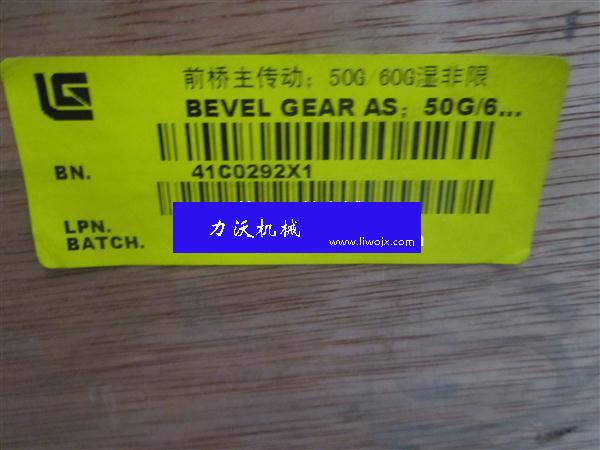 LG
前桥主传动; 50G/60G湿非限
BEVEL GEAR AS; 50G/6...
BN. 41C0292X1
LPN.
BATCH.
力沃机械
www.liwojx.com